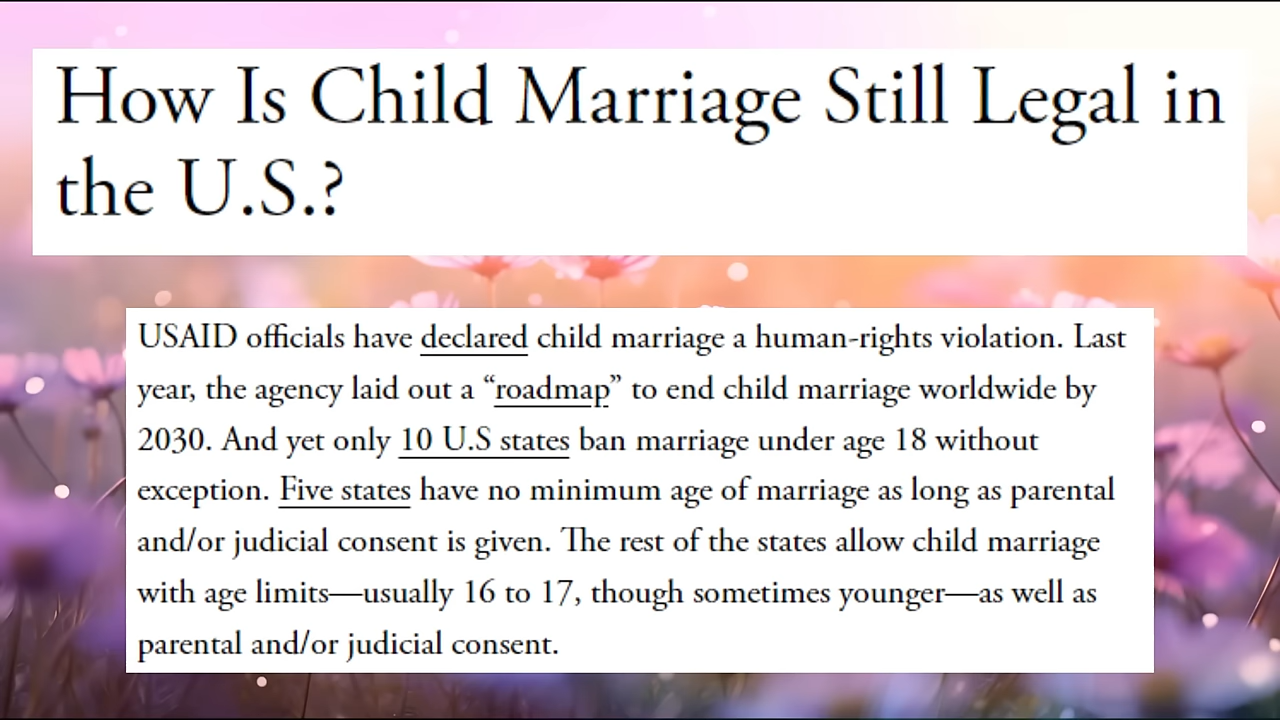 How Is Child Marriage Still Legal in
the U.S.?
USAID officials have declared child marriage a human-rights violation. Last
year, the agency laid out a “roadmap” to end child marriage worldwide by
2030. And yet only 10 U.S states ban marriage under age 18 without
exception. Five states have no minimum age of marriage as long as parental
and/or judicial consent is given. The rest of the states allow child marriage
with age limits—usually 16 to 17, though sometimes younger—as well as
parental and/or judicial consent.